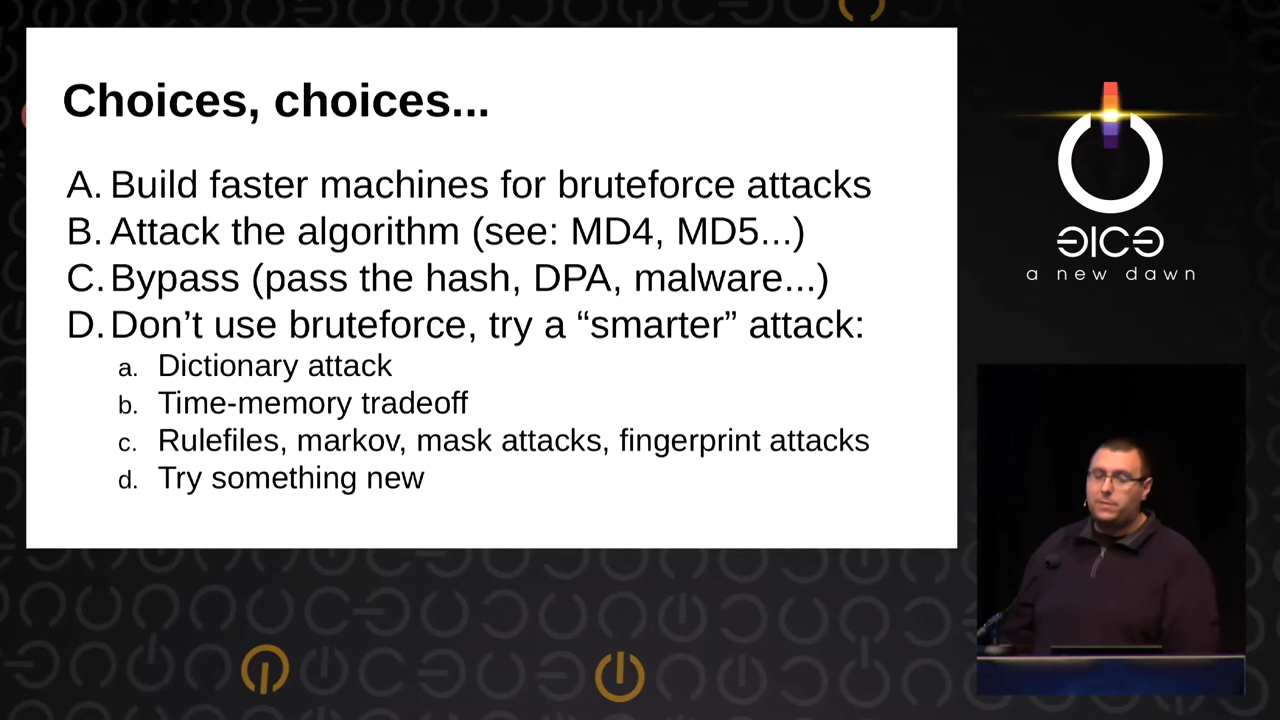 Choices, choices...
A. Build faster machines for bruteforce attacks
B. Attack the algorithm (see: MD4, MD5...)
C. Bypass (pass the hash, DPA, malware...)
D. Don’t use bruteforce, try a “smarter” attack:
a. Dictionary attack
b. Time-memory tradeoff
c. Rulefiles, markov, mask attacks, fingerprint attacks
d. Try something new
a new dawn